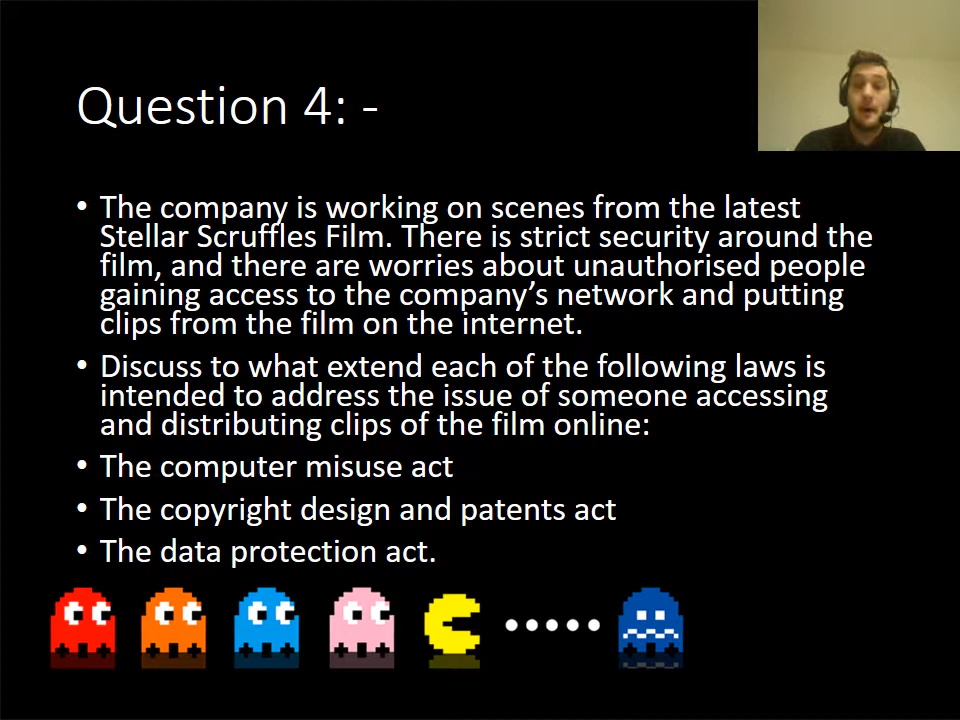 Question 4: -
• The company is working on scenes from the latest
Stellar Scruffles Film. There is strict security around the
film, and there are worries about unauthorised people
gaining access to the company’s network and putting
clips from the film on the internet.
• Discuss to what extend each of the following laws is
intended to address the issue of someone accessing
and distributing clips of the film online:
• The computer misuse act
• The copyright design and patents act
• The data protection act.